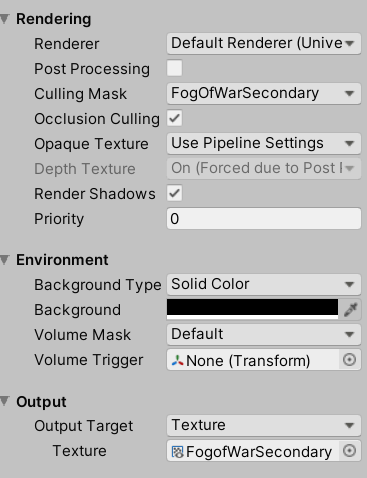 Rendering
Renderer Default Renderer (Unive
Post Processing
Culling Mask FogOfWarSecondary
Occlusion Culling
Opaque Texture Use Pipeline Settings
Depth Texture On (Forced due to Post
Render Shadows
Priority 0
Environment
Background Type Solid Color
Background
Volume Mask Default
Volume Trigger None (Transform)
Output
Output Target Texture
Texture FogofWarSecondary